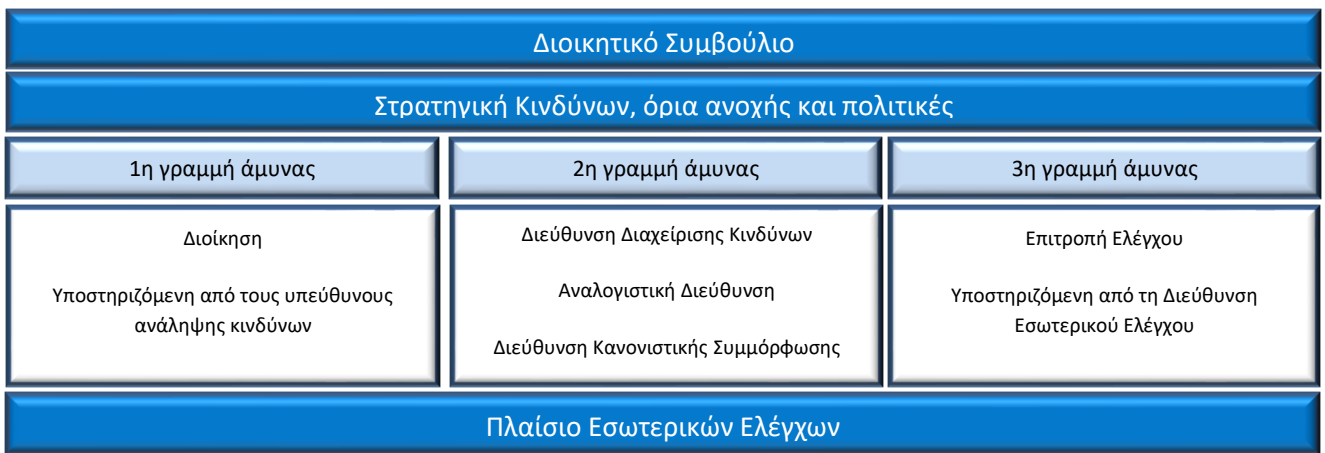 Διοικητικό Συμβούλιο
Στρατηγική Κινδύνων, όρια ανοχής και πολιτικές
1η γραμμή άμυνας
2η γραμμή άμυνας
3η γραμμή άμυνας
Διοίκηση
Υποστηριζόμενη από τους υπεύθυνους
ανάληψης κινδύνων
Διεύθυνση Διαχείρισης Κινδύνων
Αναλογιστική Διεύθυνση
Διεύθυνση Κανονιστικής Συμμόρφωσης
Επιτροπή Ελέγχου
Υποστηριζόμενη από τη Διεύθυνση
Εσωτερικού Ελέγχου
Πλαίσιο Εσωτερικών Ελέγχων